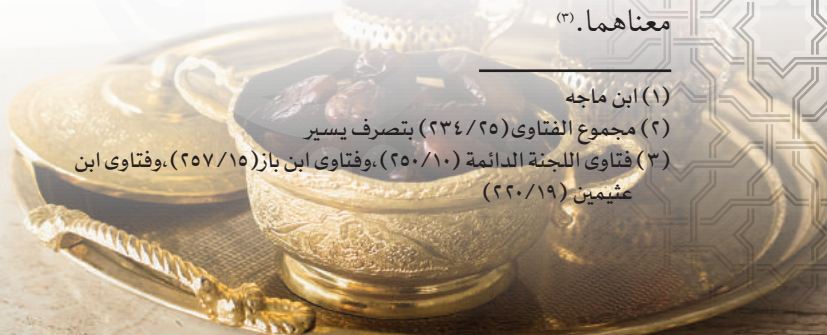 معناهما.(٣)
(١) ابن ماجه
(٢) مجموع الفتاوى (٢٣٤/٢٥) بتصرف يسير
(٣) فتاوى اللجنة الدائمة (٢٥٠/١٠)،وفتاوى ابن باز(٢٥٧/١٥)،وفتاوى ابن
عثيمين (٢٢٠/١٩)